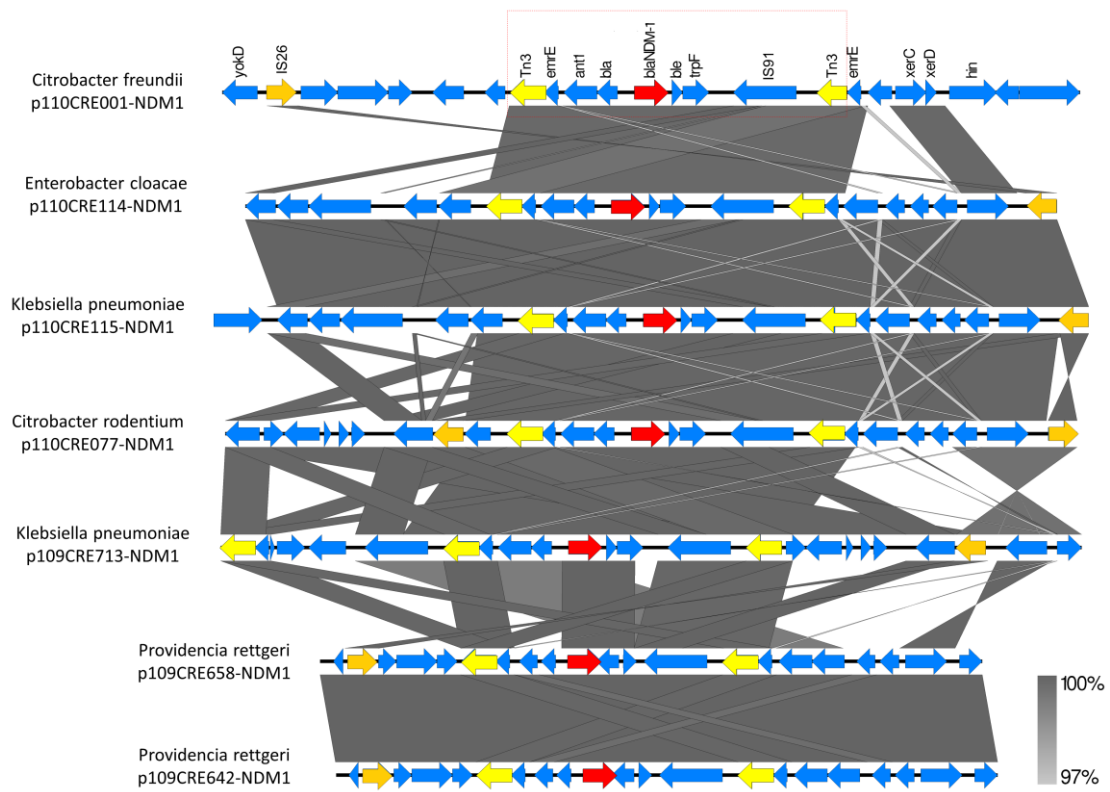 yokD
IS26
Tn3
emrE
ant1
bla
blaNDM-1
ble
trpF
IS91
Tn3
emrE
xerC
xerD
hin
Citrobacter freundii
p110CRE001-NDM1
Enterobacter cloacae
p110CRE114-NDM1
Klebsiella pneumoniae
p110CRE115-NDM1
Citrobacter rodentium
p110CRE077-NDM1
Klebsiella pneumoniae
p109CRE713-NDM1
Providencia rettgeri
p109CRE658-NDM1
100%
Providencia rettgeri
p109CRE642-NDM1
97%